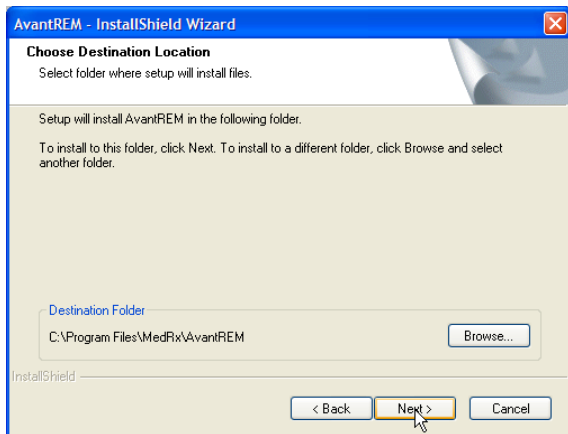 AvantREM - InstallShield Wizard
Choose Destination Location
Select folder where setup will install files.
Setup will install AvantREM in the following folder.
To install to this folder, click Next. To install to a different folder, click Browse and select
another folder.
Destination Folder
C:\Program Files\MedRx\AvantREM
Browse...
InstallShield
< Back
Next >
Cancel